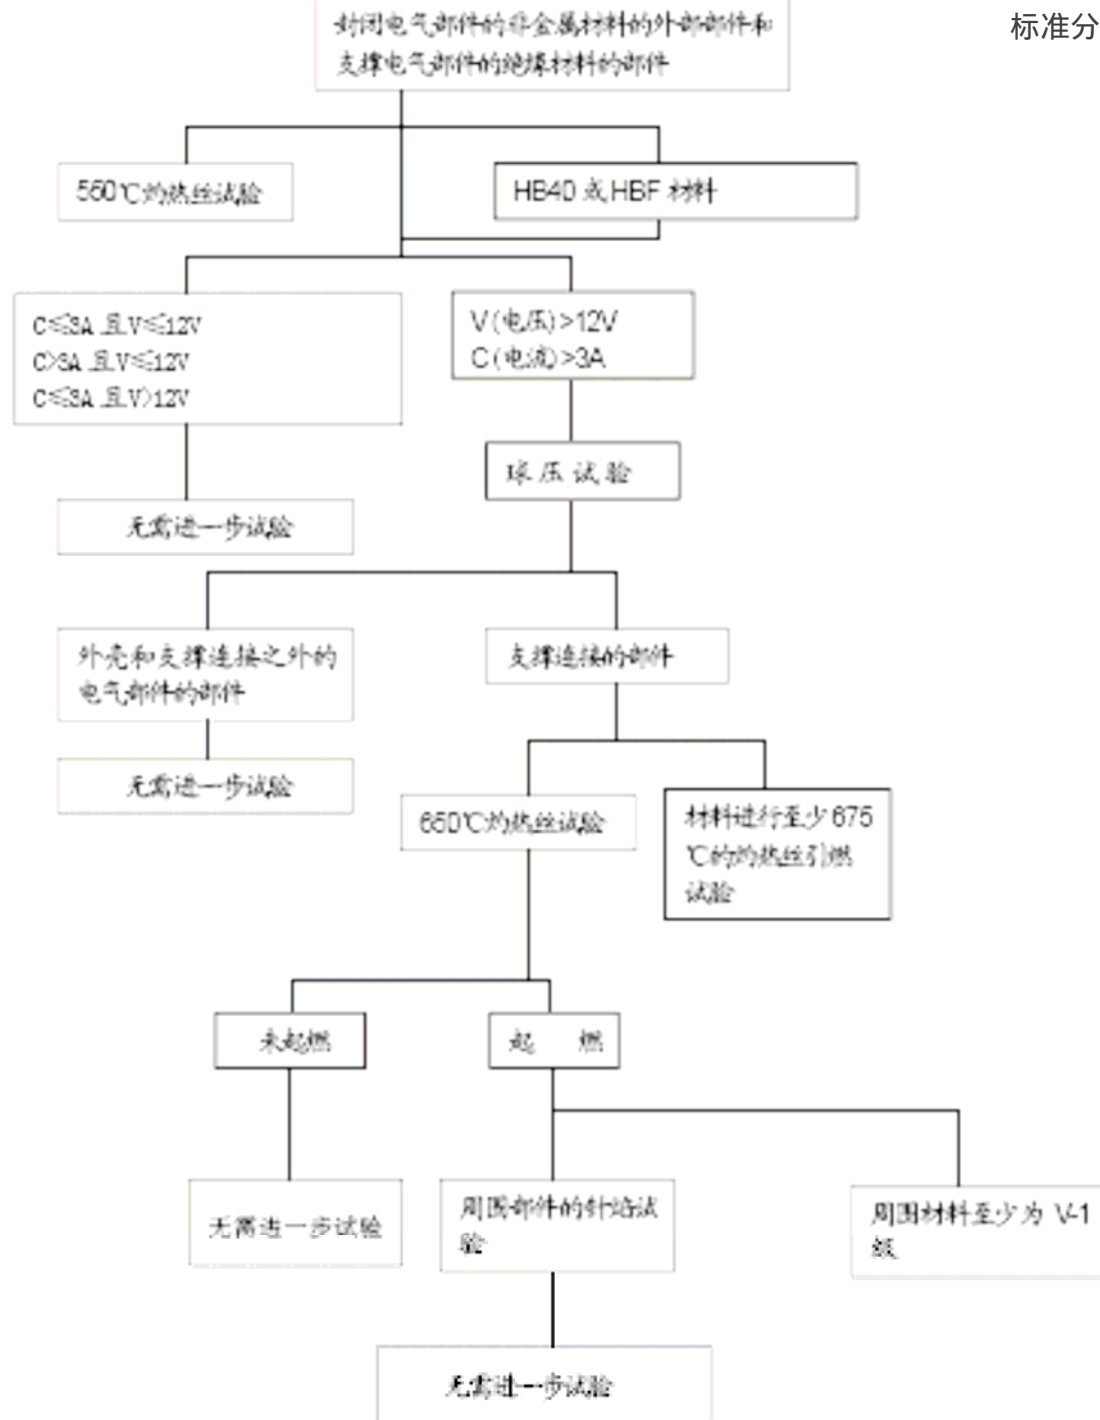 标准分
封闭电气部件的非金属材料的外部部件和
支撑电气部件的绝缘材料的部件
550℃灼热丝试验
HB40 或 HBF 材料
C≤3A 且 V≤12V
C>3A 且 V≤12V
C≤3A 且 V>12V
V(电压)>12V
C(电流)>3A
球压试验
无需进一步试验
外壳和支撑连接之外的
电气部件的部件
支撑连接的部件
无需进一步试验
650℃灼热丝试验
材料进行至少 675
℃的灼热丝引燃
试验
未起燃
起 燃
无需进一步试验
周围部件的针焰试
验
周围材料至少为 V-1
级
无需进一步试验